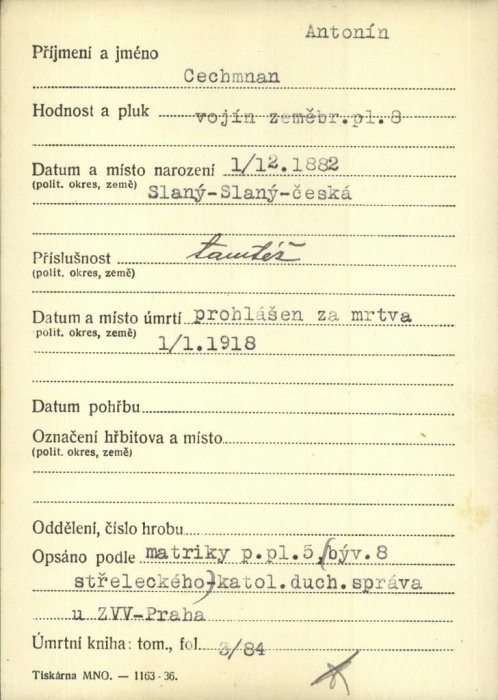 Antonín
Příjmení a jméno
Cechmnan
Hodnost a pluk vojín zeměbr.pl.8
Datum a místo narození 1/12.1882
(polit. okres, země) Slaný-Slaný-česká
Příslušnost tamtéž
(polit. okres, země)
Datum a místo úmrtí prohlášen za mrtva
polit. okres, země) 1/1.1918
Datum pohřbu
Označení hřbitova a místo
(polit. okres, země)
Oddělení, číslo hrobu
Opsáno podle matriky p.pl.5,(býv.8
střeleckého)-katol.duch.správa
u ZVV-Praha
Úmrtní kniha: tom., fol. 3/84
Tiskárna MNO. — 1163-36.